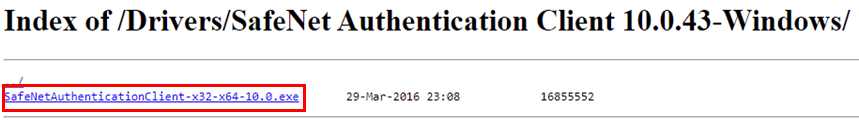 Index of /Drivers/SafeNet Authentication Client 10.0.43-Windows/
../
SafeNetAuthenticationClient-x32-x64-10.0.exe 29-Mar-2016 23:08 16855552